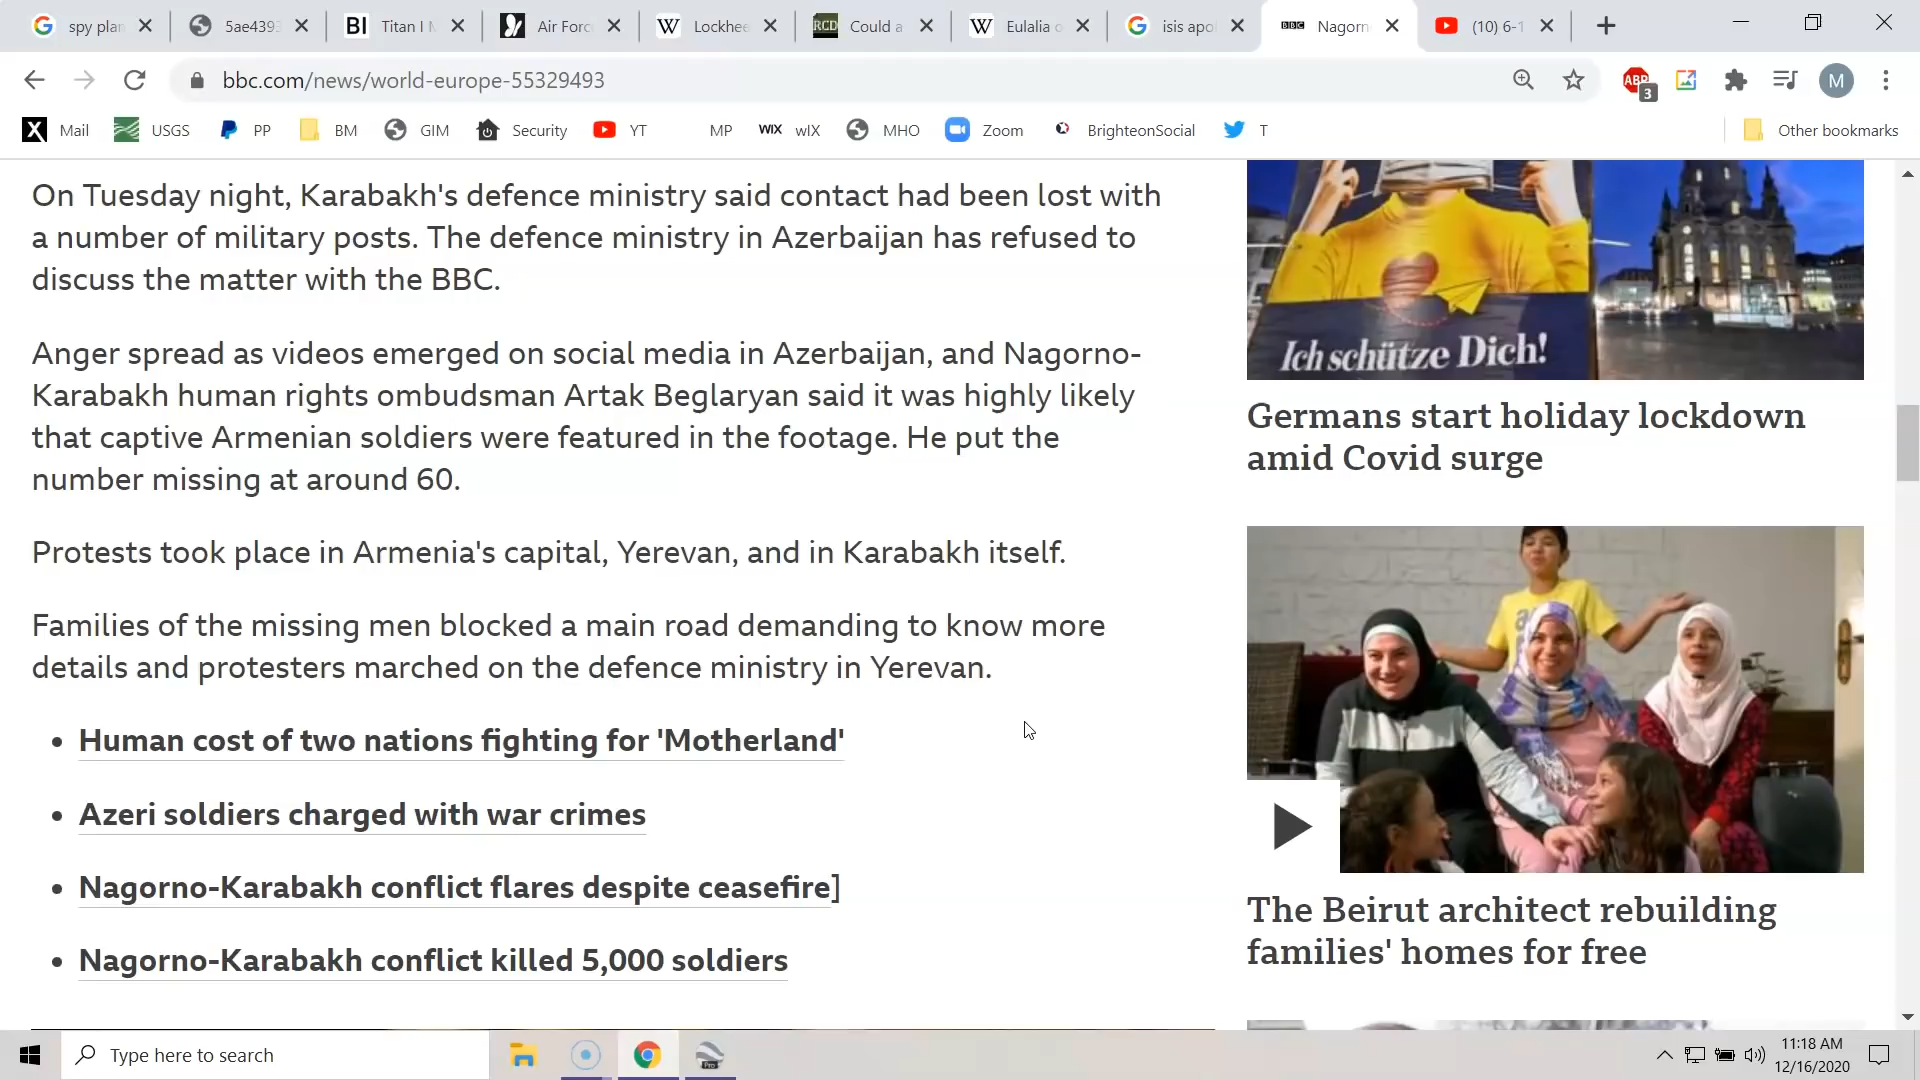 spy plan
5ae4393
BI
Titan I M
Air Forc
W
Lockhee
RCD
Could a
W
Eulalia o
isis apo
BBC
Nagorn
(10) 6-1
bbc.com/news/world-europe-55329493
ABP
3
M
X Mail
USGS
PP
BM
GIM
Security
YT
MP
WIX wIX
MHO
Zoom
BrighteonSocial
T
Other bookmarks
On Tuesday night, Karabakh's defence ministry said contact had been lost with
a number of military posts. The defence ministry in Azerbaijan has refused to
discuss the matter with the BBC.
Anger spread as videos emerged on social media in Azerbaijan, and Nagorno-
Karabakh human rights ombudsman Artak Beglaryan said it was highly likely
that captive Armenian soldiers were featured in the footage. He put the
number missing at around 60.
Protests took place in Armenia's capital, Yerevan, and in Karabakh itself.
Families of the missing men blocked a main road demanding to know more
details and protesters marched on the defence ministry in Yerevan.
• Human cost of two nations fighting for 'Motherland'
• Azeri soldiers charged with war crimes
• Nagorno-Karabakh conflict flares despite ceasefire]
• Nagorno-Karabakh conflict killed 5,000 soldiers
Ich schütze Dich!
Germans start holiday lockdown
amid Covid surge
The Beirut architect rebuilding
families' homes for free
Type here to search
Pro
11:18 AM
12/16/2020